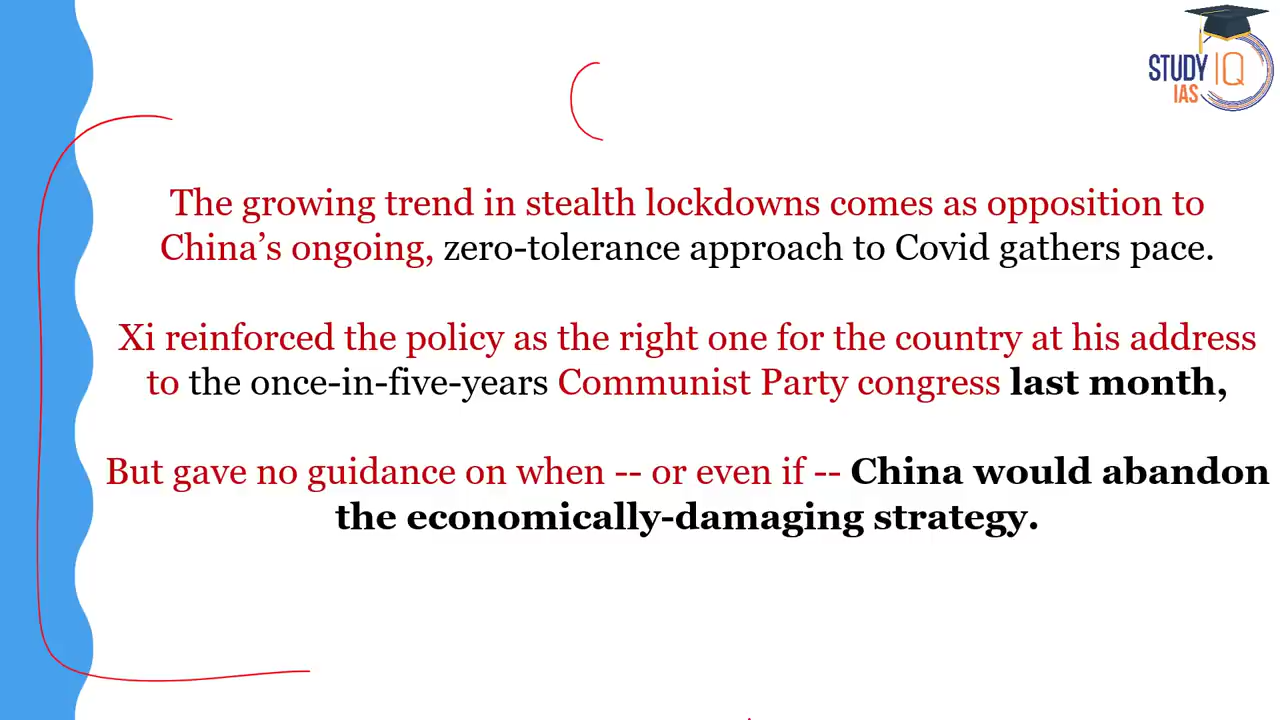 STUDY IQ
IAS
The growing trend in stealth lockdowns comes as opposition to
China’s ongoing, zero-tolerance approach to Covid gathers pace.
Xi reinforced the policy as the right one for the country at his address
to the once-in-five-years Communist Party congress last month,
But gave no guidance on when -- or even if -- China would abandon
the economically-damaging strategy.